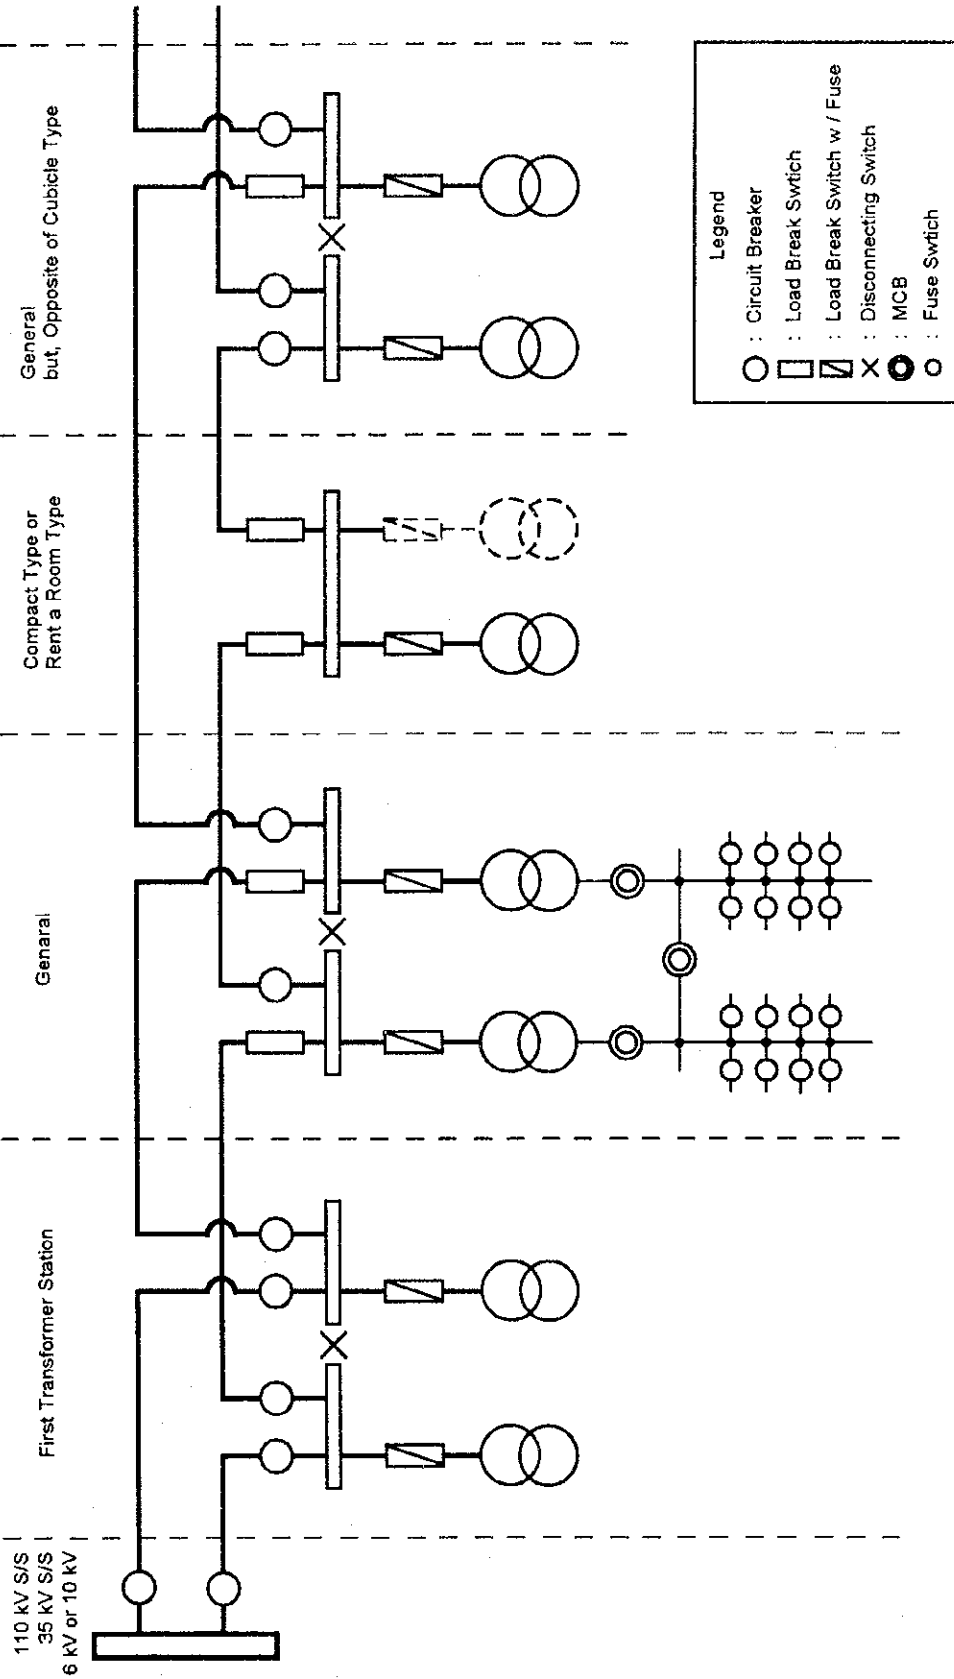 110 kV S/S
35 kV S/S
6 kV or 10 kV
First Transformer Station
Genaral
Compact Type or
Rent a Room Type
General
but, Opposite of Cubicle Type
Legend
: Circuit Breaker
: Load Break Swtich
: Load Break Switch w / Fuse
: Disconnecting Switch
: MCB
: Fuse Swtich